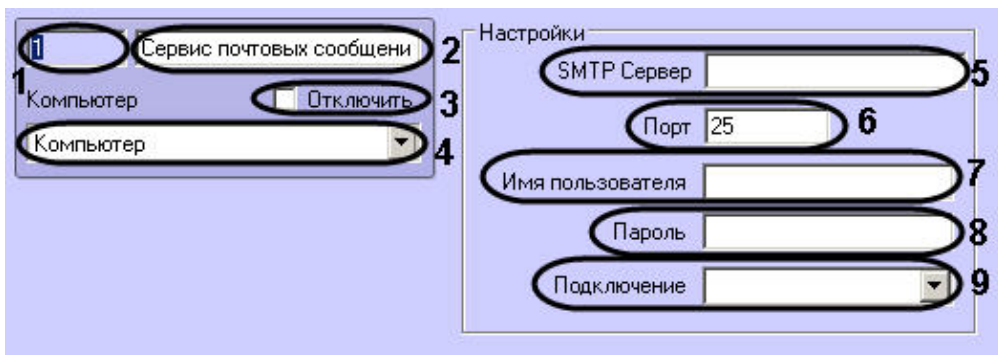 1 Сервис почтовых сообщени 2
1
Компьютер Отключить 3
Компьютер 4
Настройки
SMTP Сервер 5
Порт 25 6
Имя пользователя 7
Пароль 8
Подключение 9